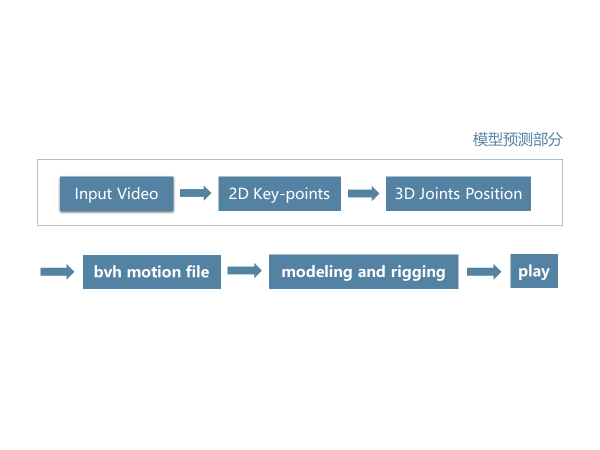 模型预测部分
Input Video
2D Key-points
3D Joints Position
bvh motion file
modeling and rigging
play